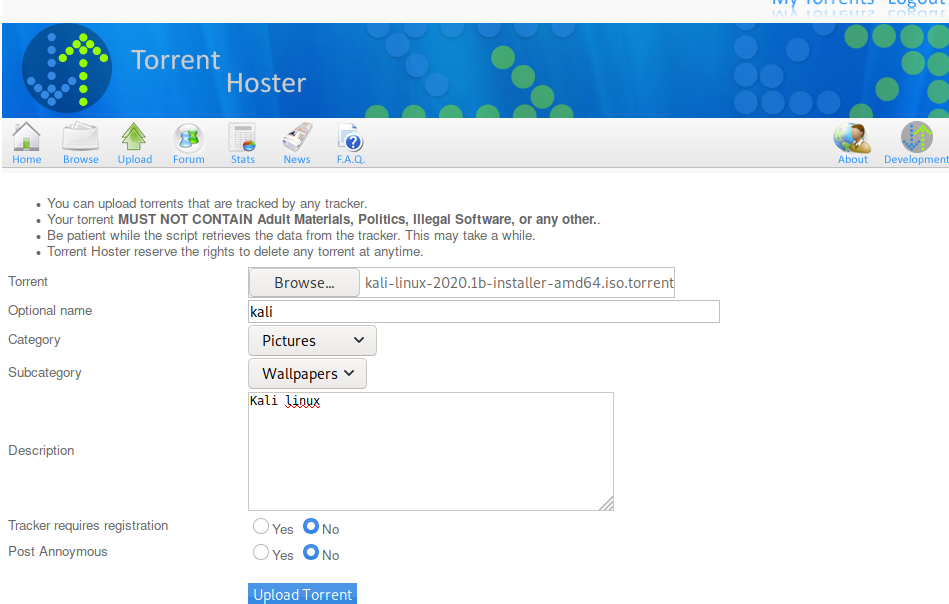 My Torrents Logout
Torrent
Hoster
Home Browse Upload Forum Stats News F.A.Q. About Development
You can upload torrents that are tracked by any tracker.
Your torrent MUST NOT CONTAIN Adult Materials, Politics, Illegal Software, or any other..
Be patient while the script retrieves the data from the tracker. This may take a while.
Torrent Hoster reserve the rights to delete any torrent at anytime.
Torrent Browse... kali-linux-2020.1b-installer-amd64.iso.torrent
Optional name kali
Category Pictures
Subcategory Wallpapers
Kali linux
Description
Tracker requires registration Yes No
Post Annoymous Yes No
Upload Torrent